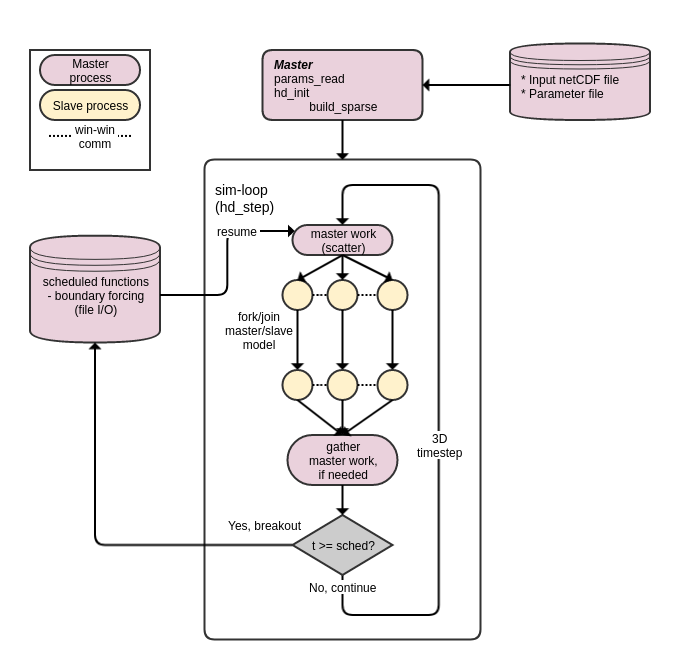 Master
process
Slave process
win-win
comm
Master
params_read
hd_init
build_sparse
* Input netCDF file
* Parameter file
sim-loop
(hd_step)
resume
master work
(scatter)
scheduled functions
- boundary forcing
(file I/O)
fork/join
master/slave
model
3D
timestep
gather
master work,
if needed
Yes, breakout
t >= sched?
No, continue